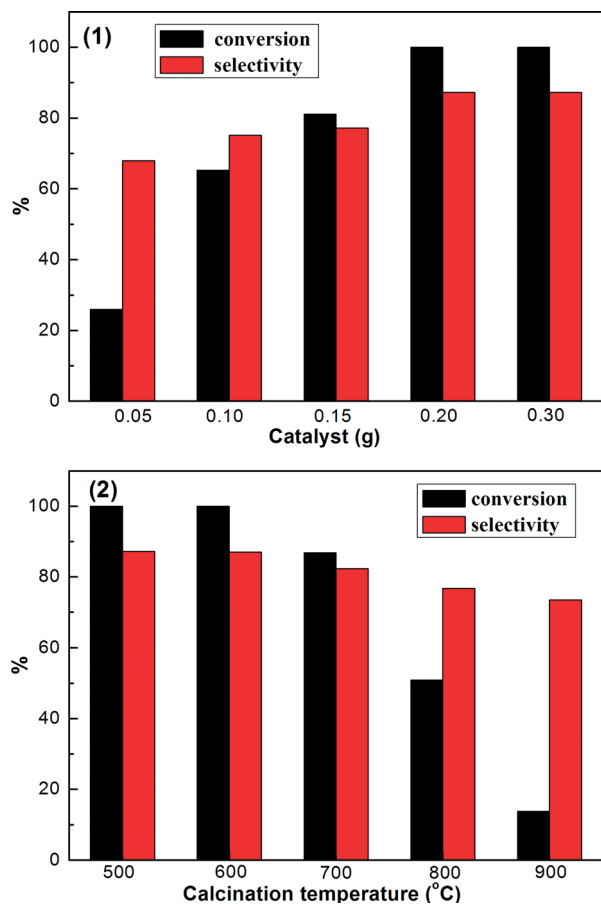 (1)
conversion
selectivity
100
80
60
40
20
0
%
0.05 0.10 0.15 0.20 0.30
Catalyst (g)
(2)
conversion
selectivity
100
80
60
40
20
0
%
500 600 700 800 900
Calcination temperature (°C)